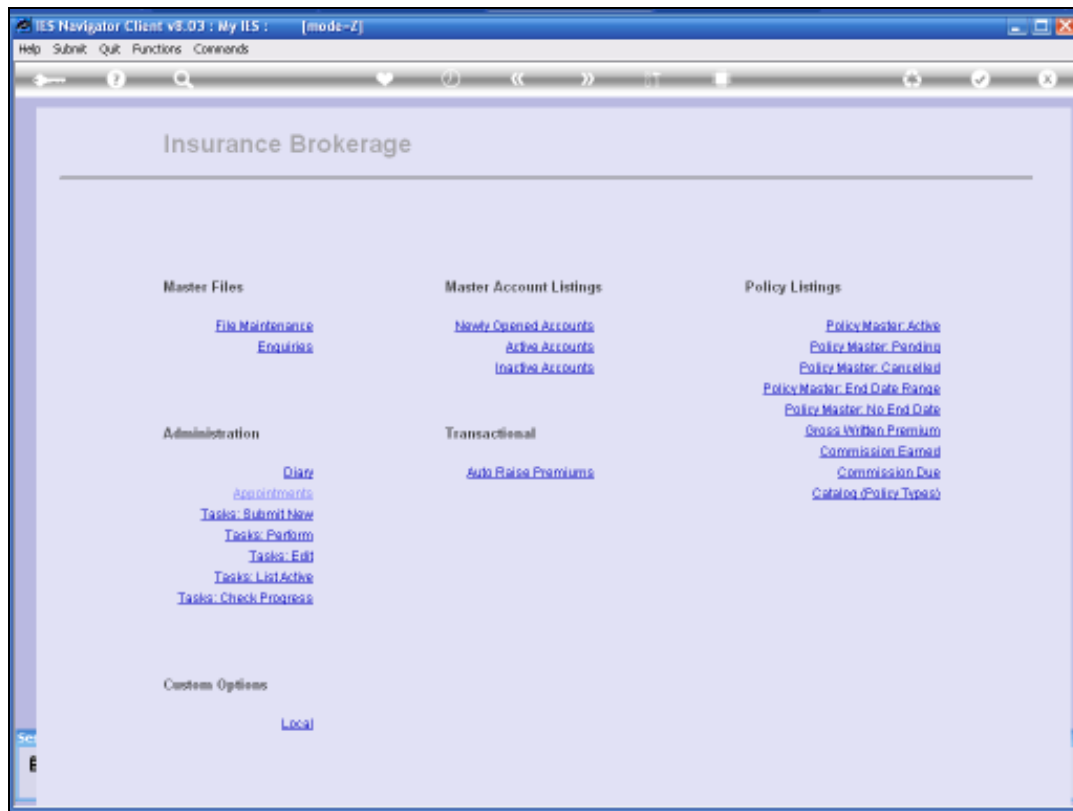 IES Navigator Client v8.03 : My IES : [mode=Z]
Help Submit Quit Functions Commands
Insurance Brokerage
Master Files
File Maintenance
Enquiries
Master Account Listings
Newly Opened Accounts
Active Accounts
Inactive Accounts
Policy Listings
Policy Master: Active
Policy Master: Pending
Policy Master: Cancelled
Policy Master: End Date Range
Policy Master: No End Date
Gross Written Premium
Commission Earned
Commission Due
Catalog (Policy Types)
Administration
Diary
Appointments
Tasks: Submit New
Tasks: Perform
Tasks: Edit
Tasks: List Active
Tasks: Check Progress
Transactional
Auto Raise Premiums
Custom Options
Local